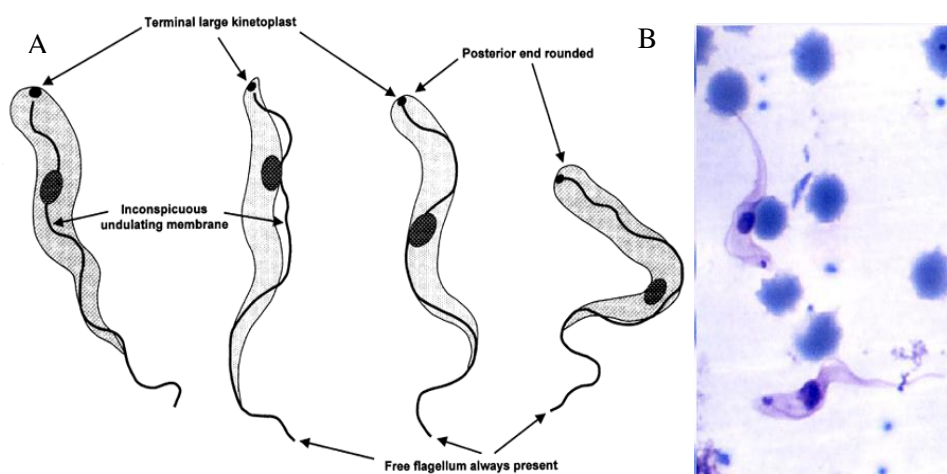 A
Terminal large kinetoplast
B
Posterior end rounded
Inconspicuous
undulating membrane
Free flagellum always present